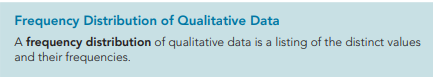 Frequency Distribution of Qualitative Data
A frequency distribution of qualitative data is a listing of the distinct values
and their frequencies.